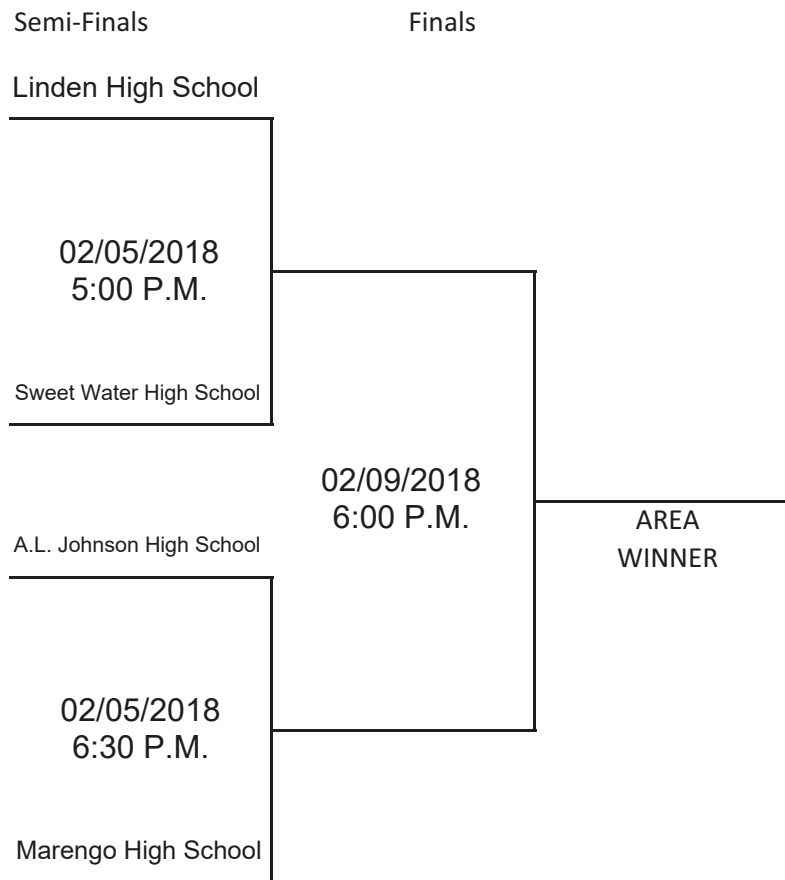 Semi-Finals
Finals
Linden High School
02/05/2018
5:00 P.M.
Sweet Water High School
02/09/2018
6:00 P.M.
AREA
WINNER
A.L. Johnson High School
02/05/2018
6:30 P.M.
Marengo High School